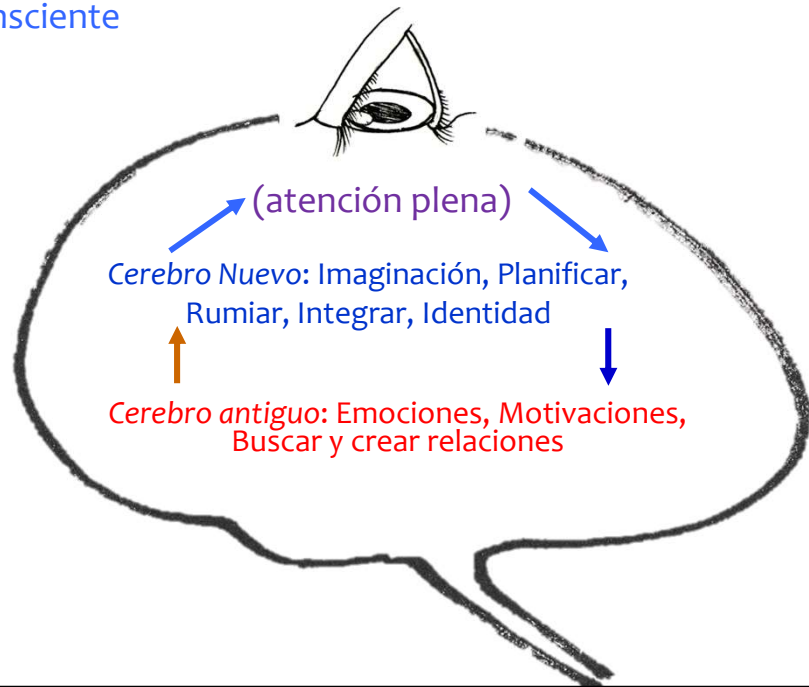 nsciente
(atención plena)
Cerebro Nuevo: Imaginación, Planificar,
Rumiar, Integrar, Identidad
Cerebro antiguo: Emociones, Motivaciones,
Buscar y crear relaciones